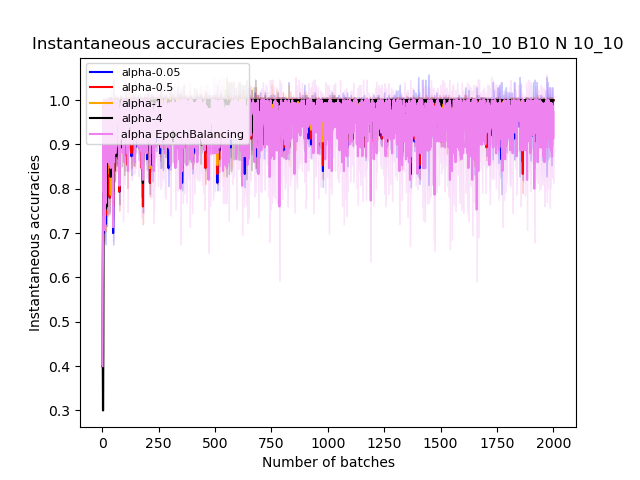 Instantaneous accuracies EpochBalancing German-10_10 B10 N 10_10
alpha-0.05
alpha-0.5
alpha-1
alpha-4
alpha EpochBalancing
1.0
0.9
0.8
0.7
0.6
0.5
0.4
0.3
Instantaneous accuracies
0
250
500
750
1000
1250
1500
1750
2000
Number of batches